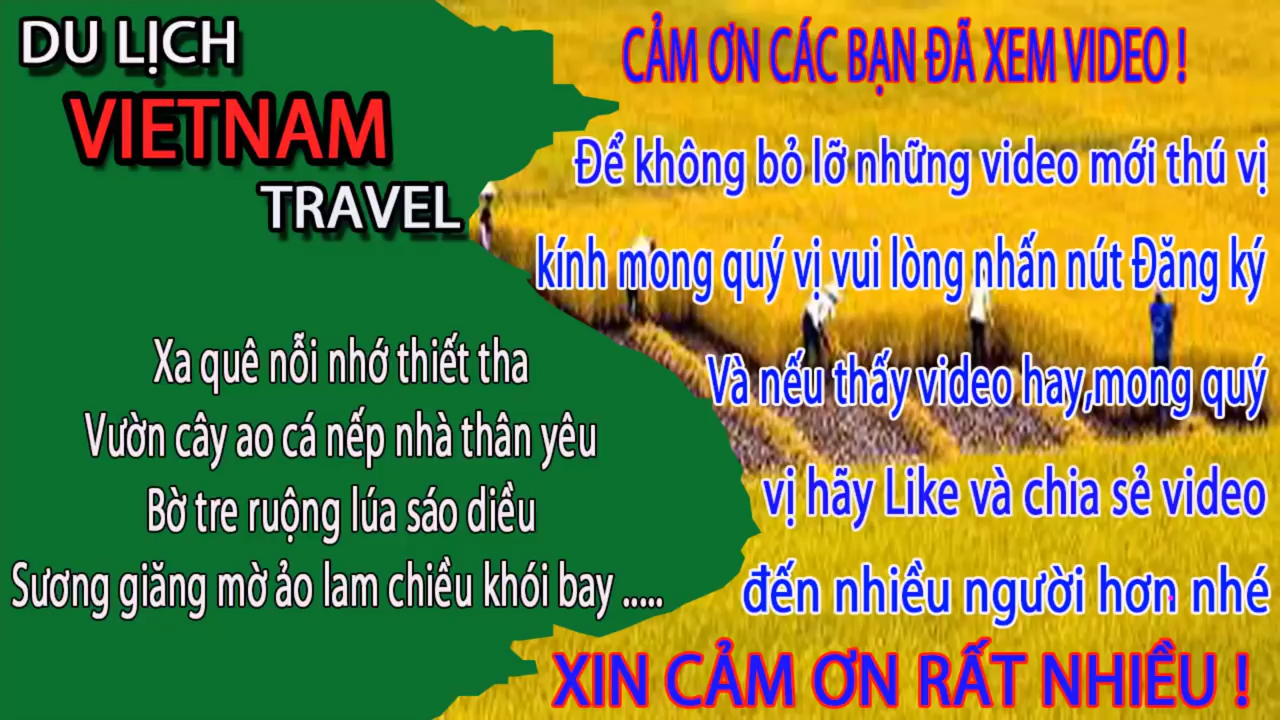 DU LỊCH
VIETNAM
TRAVEL
Xa quê nỗi nhớ thiết tha
Vườn cây ao cá nếp nhà thân yêu
Bờ tre ruộng lúa sáo diều
Sương giăng mờ ảo lam chiều khói bay .....
CẢM ƠN CÁC BẠN ĐÃ XEM VIDEO !
Để không bỏ lỡ những video mới thú vị
kính mong quý vị vui lòng nhấn nút Đăng ký
Và nếu thấy video hay,mong quý
vị hãy Like và chia sẻ video
đến nhiều người hơn nhé
XIN CẢM ƠN RẤT NHIỀU !